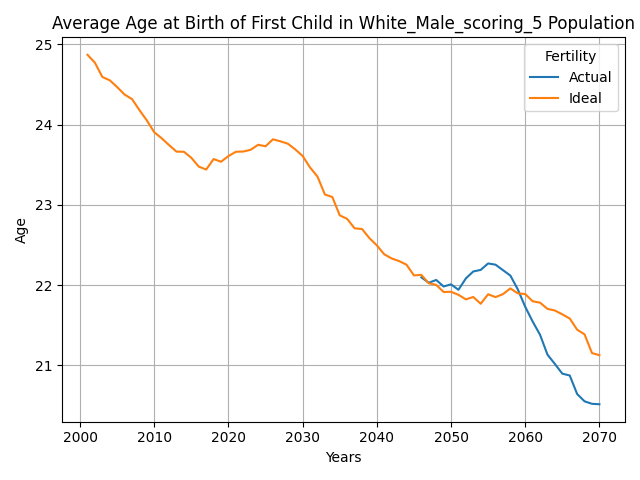 Average Age at Birth of First Child in White_Male_scoring_5 Population
Fertility
Actual
Ideal
Age
25
24
23
22
21
2000 2010 2020 2030 2040 2050 2060 2070
Years